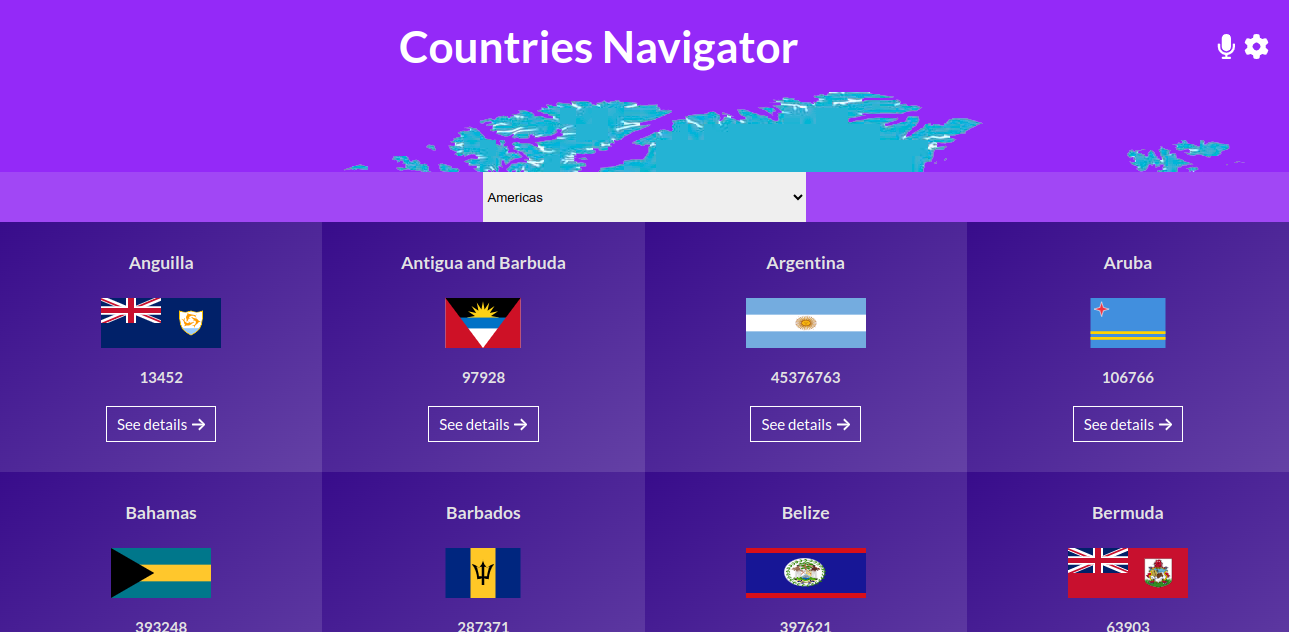 Countries Navigator
Americas
Anguilla
Antigua and Barbuda
Argentina
Aruba
13452
97928
45376763
106766
See details →
See details →
See details →
See details →
Bahamas
Barbados
Belize
Bermuda
393248
287371
397621
63903